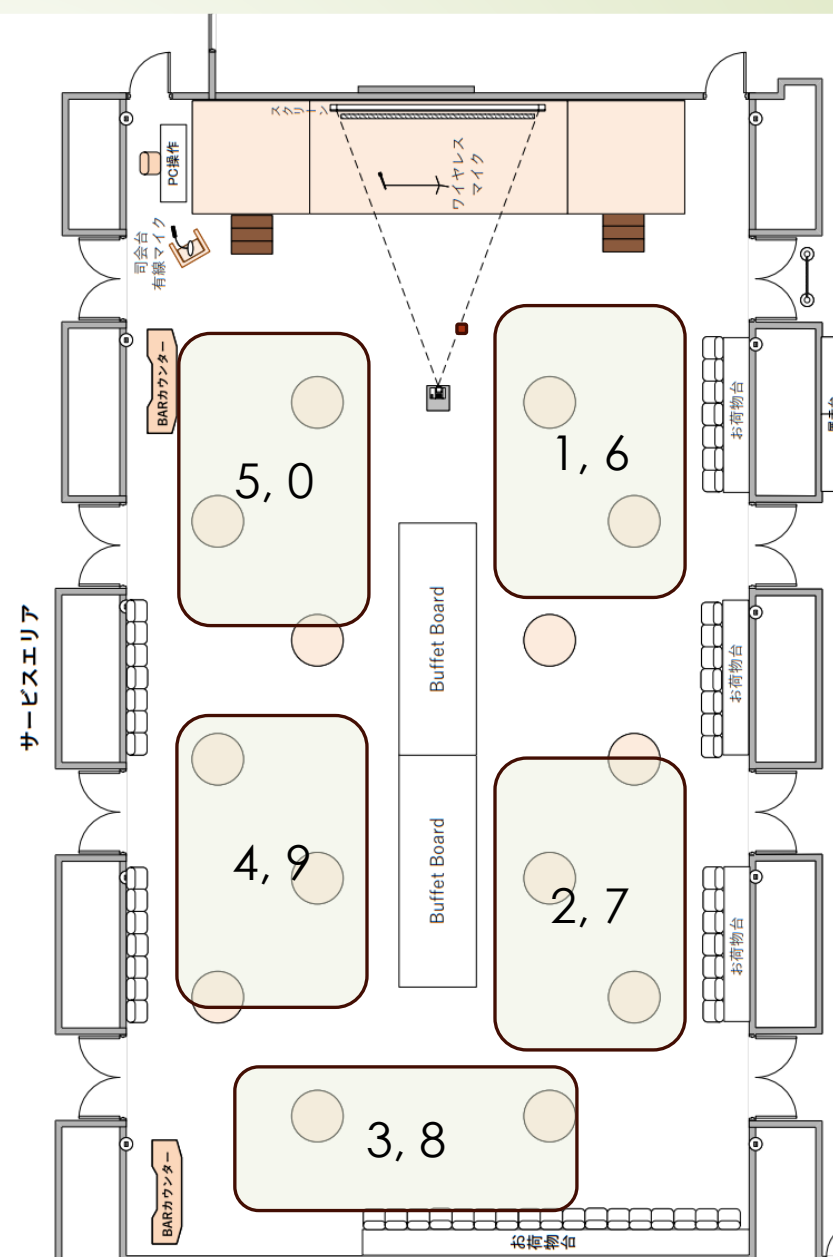 スクリーン
ワイヤレス
マイク
PC操作
司会台
有線マイク
BARカウンター
5, 0
1, 6
お荷物台
Buffet Board
サービスエリア
お荷物台
4, 9
Buffet Board
2, 7
お荷物台
3, 8
BARカウンター
お荷物台